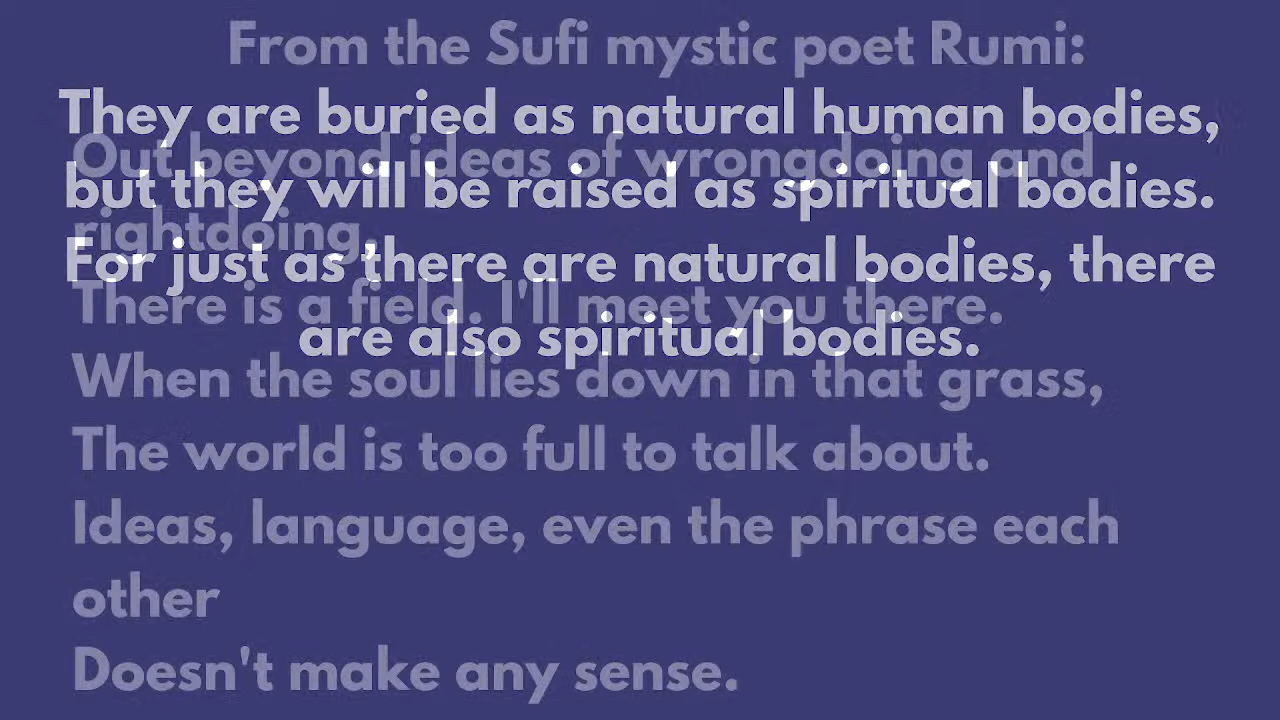 From the Sufi mystic poet Rumi:
They are buried as natural human bodies,
but they will be raised as spiritual bodies.
For just as there are natural bodies, there
are also spiritual bodies.
Out beyond ideas of wrongdoing and
rightdoing,
There is a field. I'll meet you there.
When the soul lies down in that grass,
The world is too full to talk about.
Ideas, language, even the phrase each
other
Doesn't make any sense.